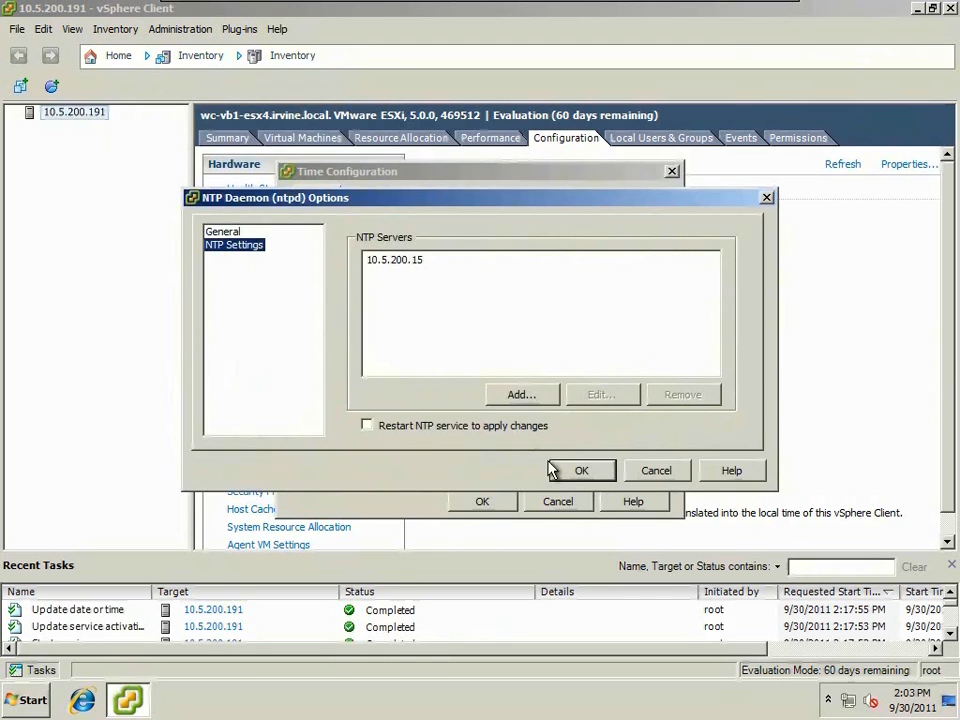 10.5.200.191 - vSphere Client
File Edit View Inventory Administration Plug-ins Help
Home Inventory Inventory
10.5.200.191
wc-vb1-esx4.irvine.local. VMware ESXi, 5.0.0, 469512 | Evaluation (60 days remaining)
Summary Virtual Machines Resource Allocation Performance Configuration Local Users & Groups Events Permissions
Hardware
Refresh Properties...
Time Configuration
NTP Daemon (ntpd) Options
General
NTP Settings
NTP Servers
10.5.200.15
Add... Edit... Remove
Restart NTP service to apply changes
OK Cancel Help
OK Cancel Help
Host Cache
nslated into the local time of this vSphere Client.
System Resource Allocation
Agent VM Settings
Recent Tasks
Name, Target or Status contains: Clear
Name Target Status Details Initiated by Requested Start Ti... Start Tir
Update date or time 10.5.200.191 Completed root 9/30/2011 2:17:55 PM 9/30/20
Update service activati... 10.5.200.191 Completed root 9/30/2011 2:17:53 PM 9/30/20
Tasks Evaluation Mode: 60 days remaining root
Start 2:03 PM
9/30/2011